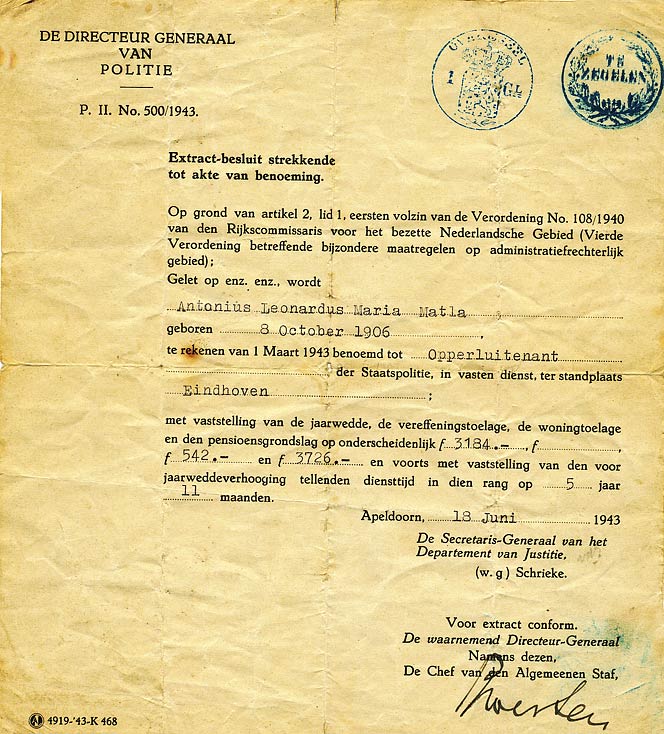 DE DIRECTEUR GENERAAL
VAN
POLITIE
P. II. No. 500/1943.
TE
ZEGELEN
Extract-besluit strekkende
tot akte van benoeming.
Op grond van artikel 2, lid 1, eersten volzin van de Verordening No. 108/1940
van den Rijkscommissaris voor het bezette Nederlandsche Gebied (Vierde
Verordening betreffende bijzondere maatregelen op administratiefrechterlijk
gebied);
Gelet op enz. enz., wordt
Antonius Leonardus Maria Matla
geboren 8 October 1906,
te rekenen van 1 Maart 1943 benoemd tot Opperluitenant
der Staatspolitie, in vasten dienst, ter standplaats
Eindhoven ;
met vaststelling van de jaarwedde, de vereffeningstoelage, de woningtoelage
en den pensioensgrondslag op onderscheidenlijk f 3184.-, f ,
f 542.- en f 3726.- en voorts met vaststelling van den voor
jaarweddeverhooging tellenden diensttijd in dien rang op 5 jaar
11 maanden.
Apeldoorn, 18 Juni 1943
De Secretaris-Generaal van het
Departement van Justitie,
(w. g) Schrieke.
Voor extract conform.
De waarnemend Directeur-Generaal
Namens dezen,
De Chef van den Algemeenen Staf,
4919-'43-K 468